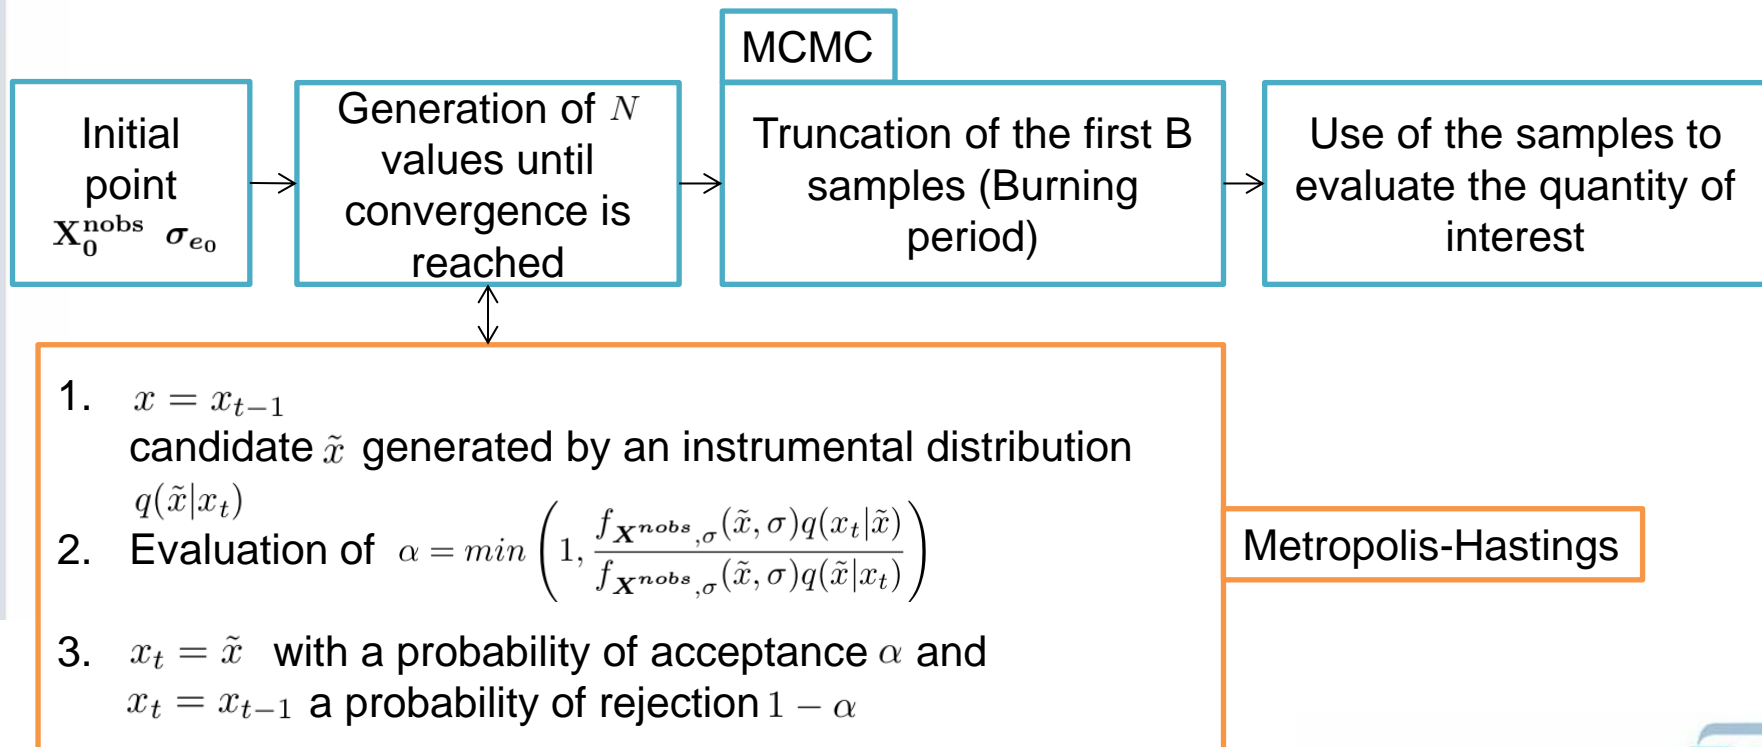 MCMC
Initial
point
X₀ⁿᵒᵇˢ σₑ₀
Generation of N
values until
convergence is
reached
Truncation of the first B
samples (Burning
period)
Use of the samples to
evaluate the quantity of
interest
1. x = xₜ₋₁
candidate x̃ generated by an instrumental distribution
q(x̃|xₜ)
2. Evaluation of α = min (1, f_{X^{nobs},σ}(x̃, σ)q(xₜ|x̃) / f_{X^{nobs},σ}(x̃, σ)q(x̃|xₜ))
3. xₜ = x̃ with a probability of acceptance α and
xₜ = xₜ₋₁ a probability of rejection 1 − α
Metropolis-Hastings